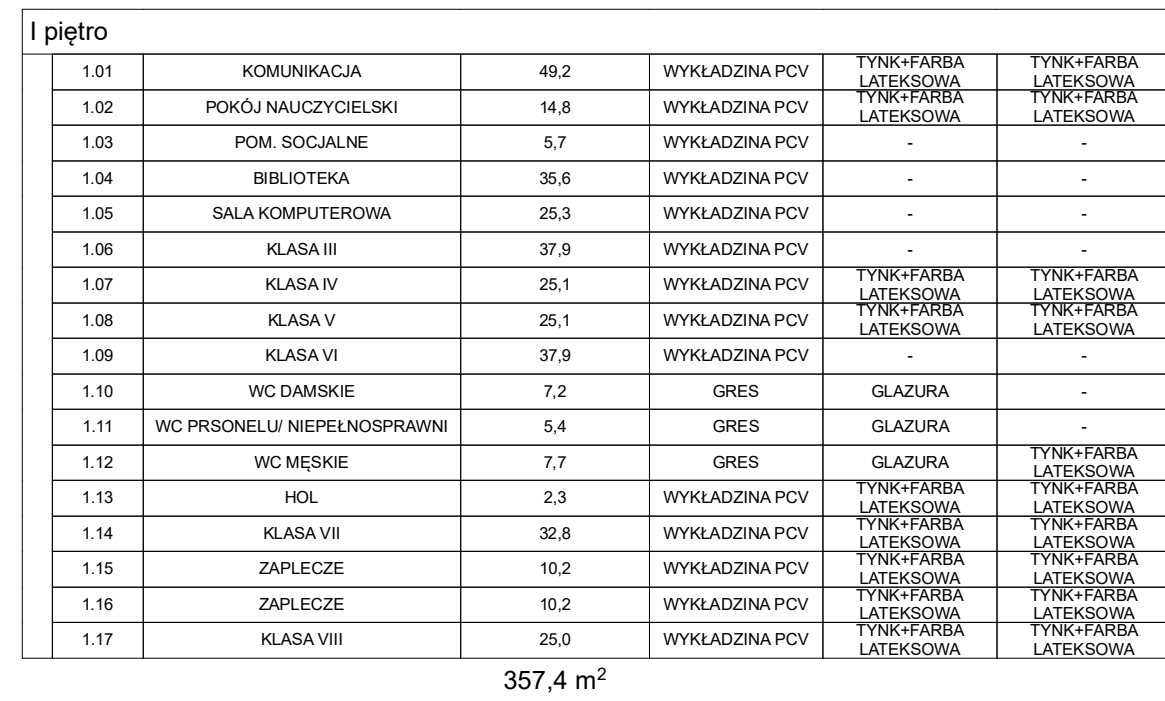 I piętro
1.01 KOMUNIKACJA 49,2 WYKŁADZINA PCV TYNK+FARBA LATEKSOWA TYNK+FARBA LATEKSOWA
1.02 POKÓJ NAUCZYCIELSKI 14,8 WYKŁADZINA PCV TYNK+FARBA LATEKSOWA TYNK+FARBA LATEKSOWA
1.03 POM. SOCJALNE 5,7 WYKŁADZINA PCV - -
1.04 BIBLIOTEKA 35,6 WYKŁADZINA PCV - -
1.05 SALA KOMPUTEROWA 25,3 WYKŁADZINA PCV - -
1.06 KLASA III 37,9 WYKŁADZINA PCV - -
1.07 KLASA IV 25,1 WYKŁADZINA PCV TYNK+FARBA LATEKSOWA TYNK+FARBA LATEKSOWA
1.08 KLASA V 25,1 WYKŁADZINA PCV TYNK+FARBA LATEKSOWA TYNK+FARBA LATEKSOWA
1.09 KLASA VI 37,9 WYKŁADZINA PCV - -
1.10 WC DAMSKIE 7,2 GRES GLAZURA -
1.11 WC PRSONELU/ NIEPEŁNOSPRAWNI 5,4 GRES GLAZURA -
1.12 WC MĘSKIE 7,7 GRES GLAZURA TYNK+FARBA LATEKSOWA
1.13 HOL 2,3 WYKŁADZINA PCV TYNK+FARBA LATEKSOWA TYNK+FARBA LATEKSOWA
1.14 KLASA VII 32,8 WYKŁADZINA PCV TYNK+FARBA LATEKSOWA TYNK+FARBA LATEKSOWA
1.15 ZAPLECZE 10,2 WYKŁADZINA PCV TYNK+FARBA LATEKSOWA TYNK+FARBA LATEKSOWA
1.16 ZAPLECZE 10,2 WYKŁADZINA PCV TYNK+FARBA LATEKSOWA TYNK+FARBA LATEKSOWA
1.17 KLASA VIII 25,0 WYKŁADZINA PCV TYNK+FARBA LATEKSOWA TYNK+FARBA LATEKSOWA
357,4 m²